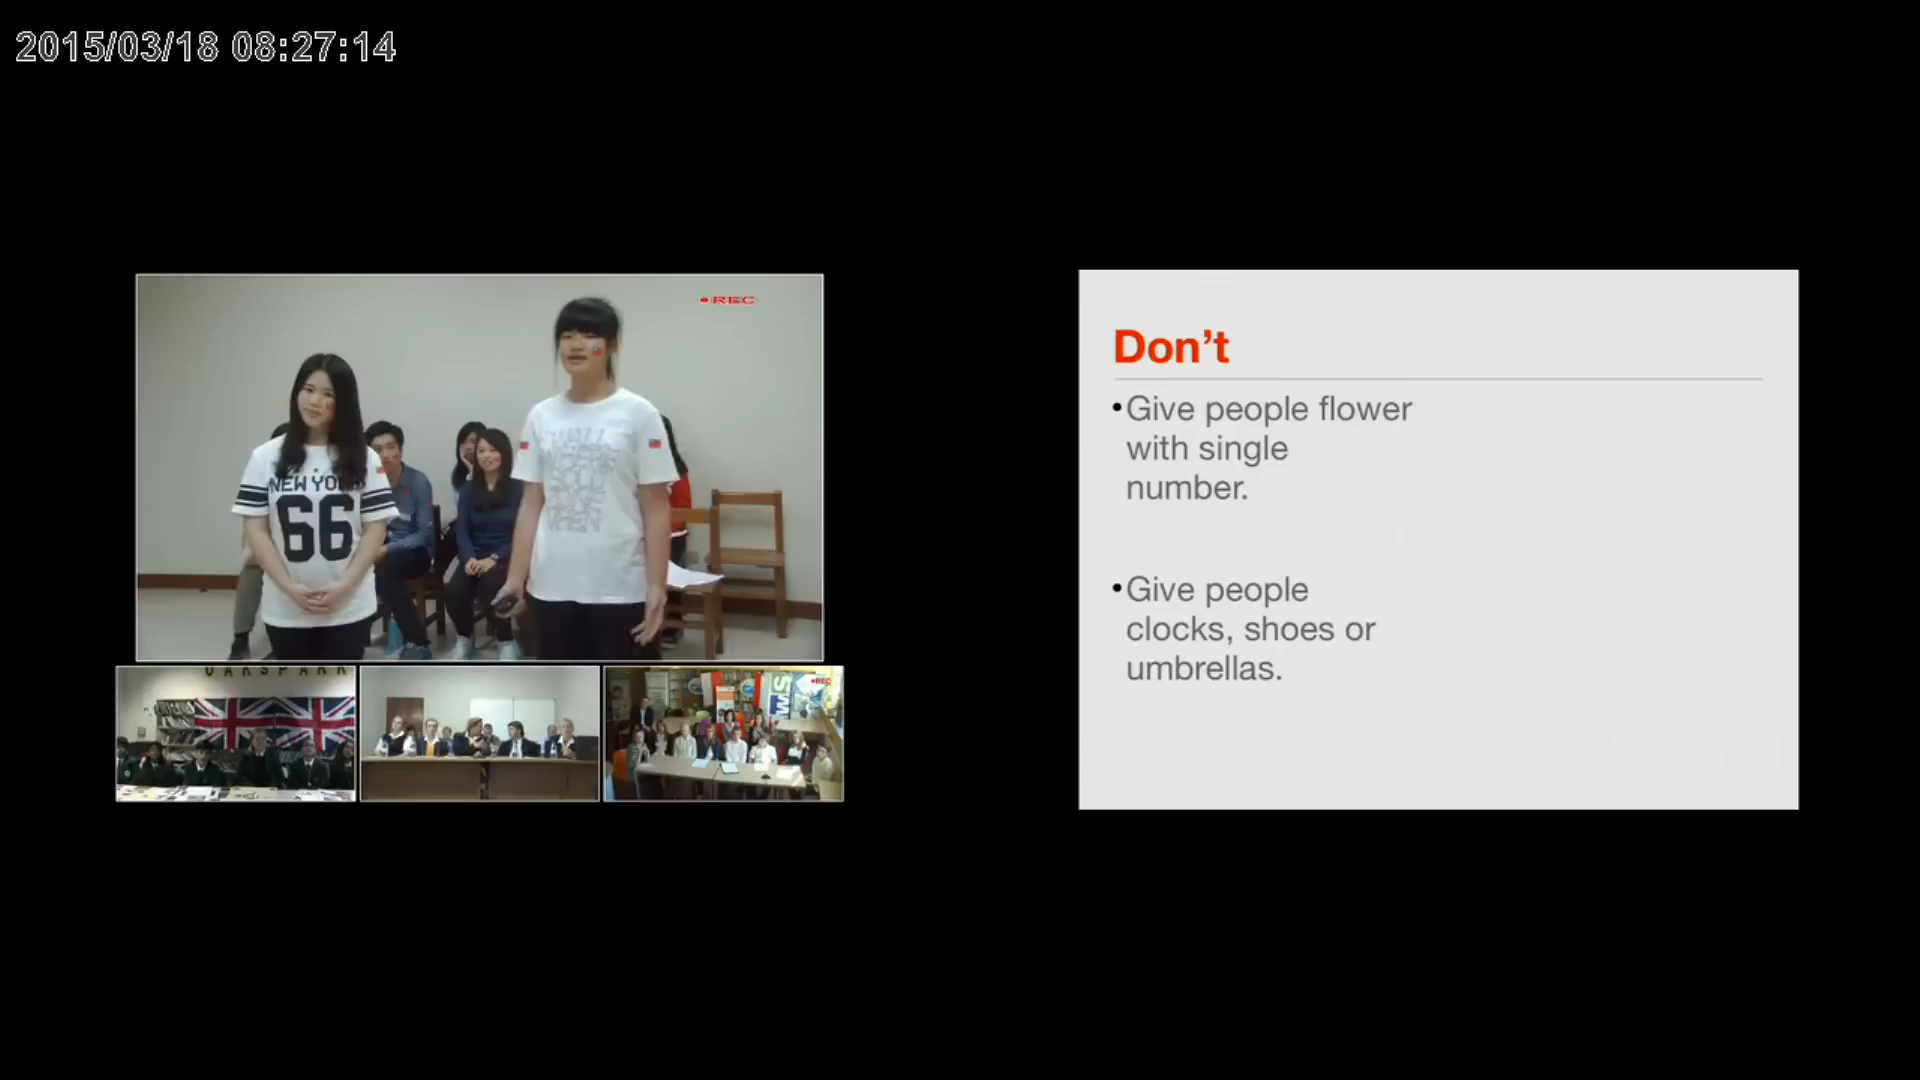 2015/03/18 08:27:14
REC
NEW YO
66
OAKSPARK
REC
Don't
•Give people flower
with single
number.
•Give people
clocks, shoes or
umbrellas.